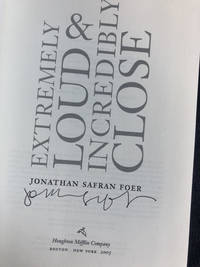 EXTREMELY
LOUD &
INCREDIBLY
CLOSE
JONATHAN SAFRAN FOER
Houghton Mifflin Company
BOSTON · NEW YORK 2005